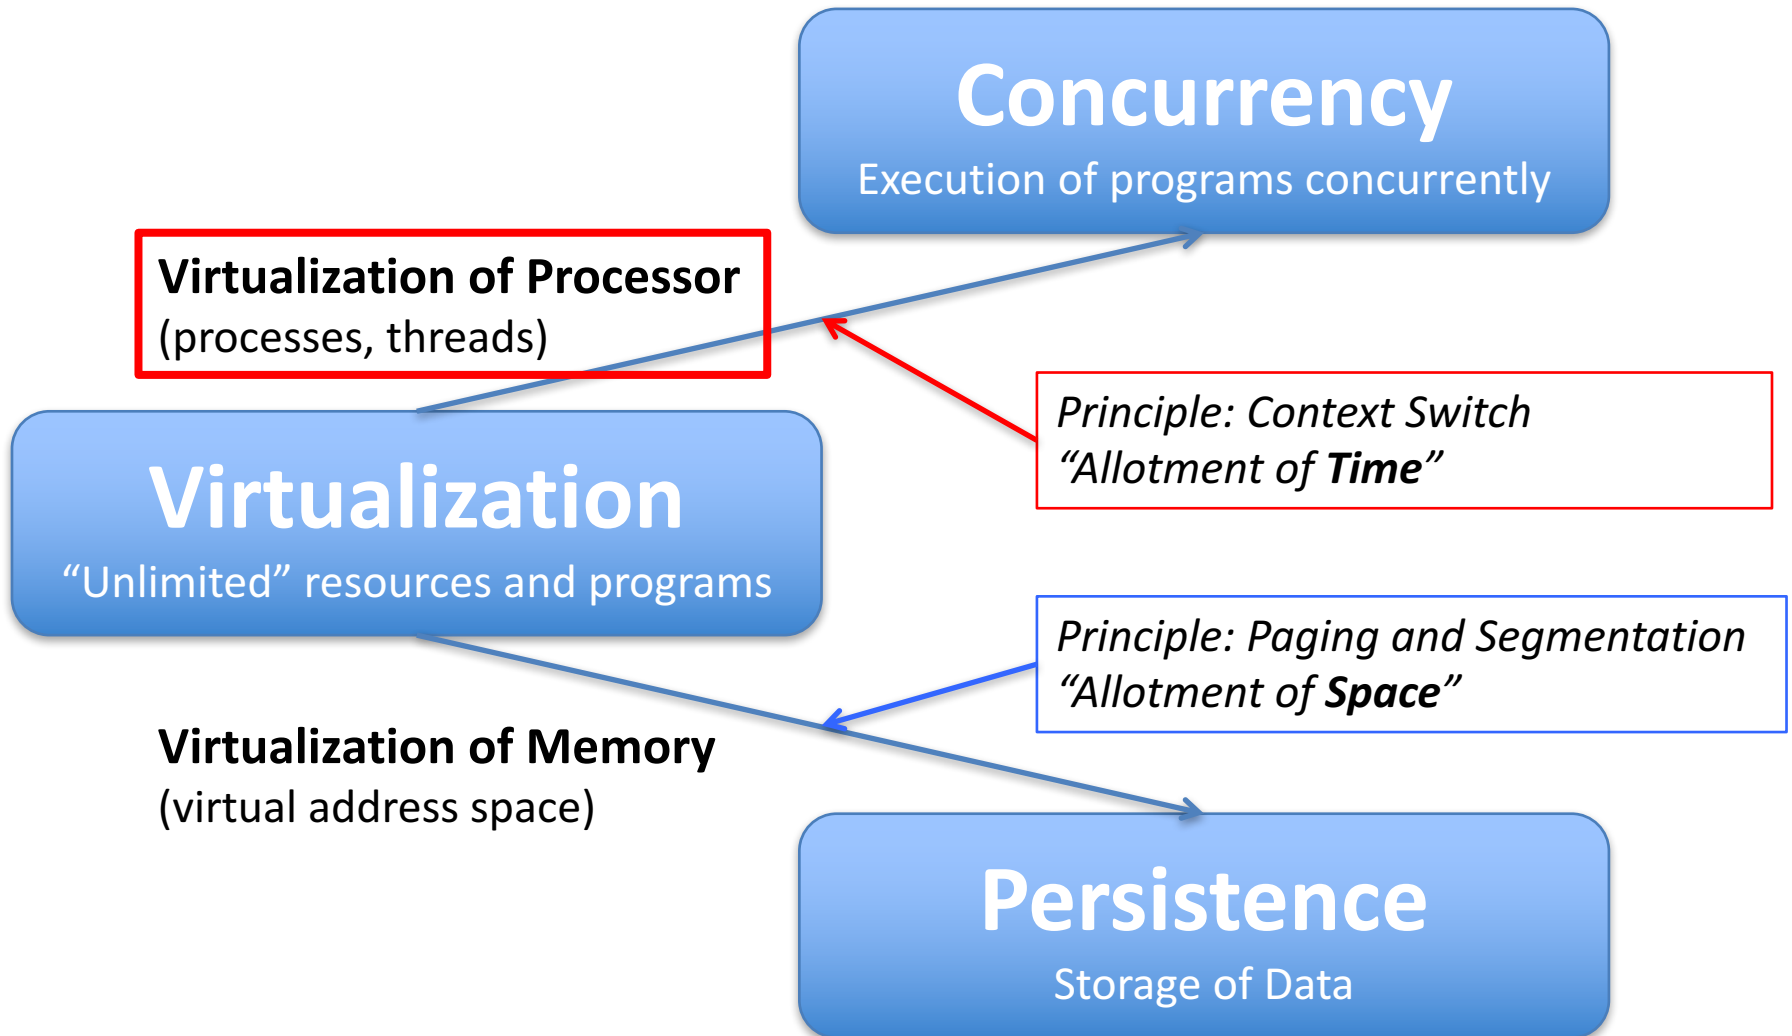 Concurrency
Execution of programs concurrently
Virtualization of Processor
(processes, threads)
Principle: Context Switch
“Allotment of Time”
Virtualization
“Unlimited” resources and programs
Principle: Paging and Segmentation
“Allotment of Space”
Virtualization of Memory
(virtual address space)
Persistence
Storage of Data